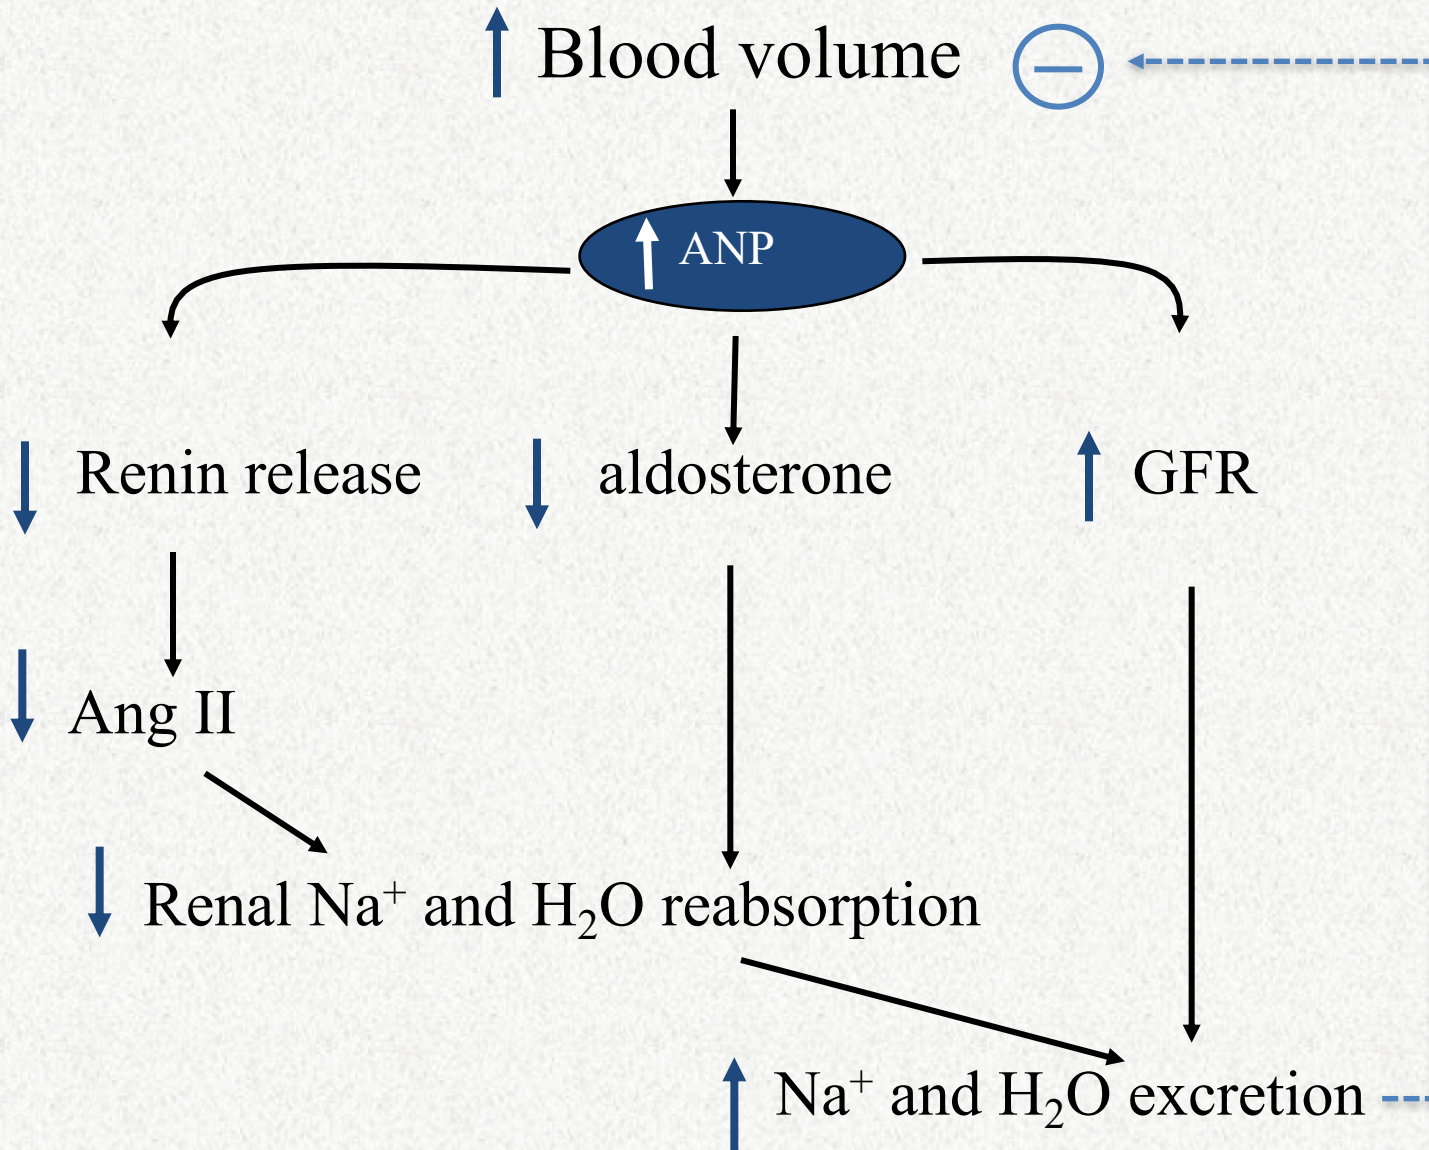 Blood volume
ANP
Renin release
aldosterone
GFR
Ang II
Renal Na⁺ and H₂O reabsorption
Na⁺ and H₂O excretion